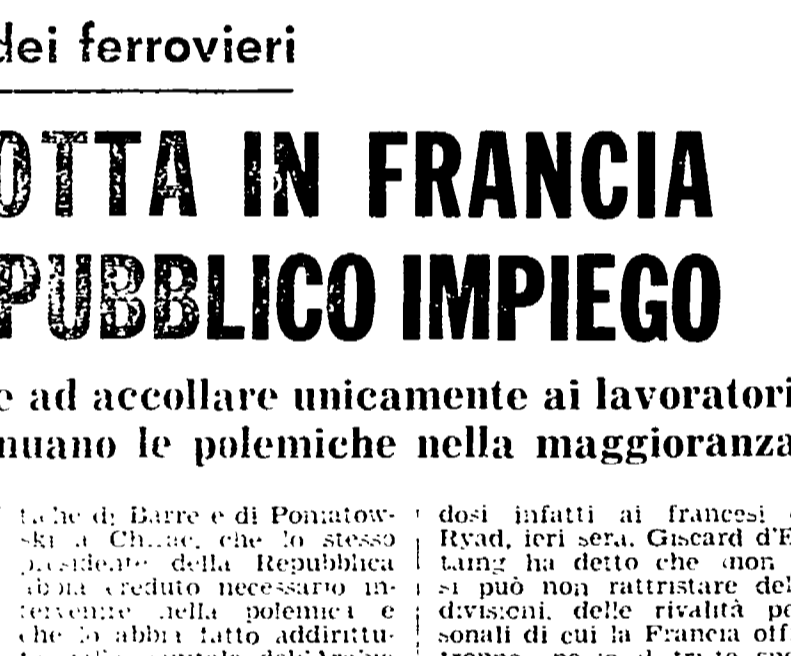 dei ferrovieri
OTTA IN FRANCIA
PUBBLICO IMPIEGO
e ad accollare unicamente ai lavoratori
nuano le polemiche nella maggioranza
di Barre e di Poniatow-
ski a Chirac, che lo stesso
presidente della Repubblica
abbia creduto necessario in-
tervenire nella polemica e
che lo abbia fatto addirittu-
dosi infatti ai francesi
Ryad, ieri sera. Giscard d'E
taing ha detto che «non
si può non rattristare del
divisioni, delle rivalità pe
sonali di cui la Francia off